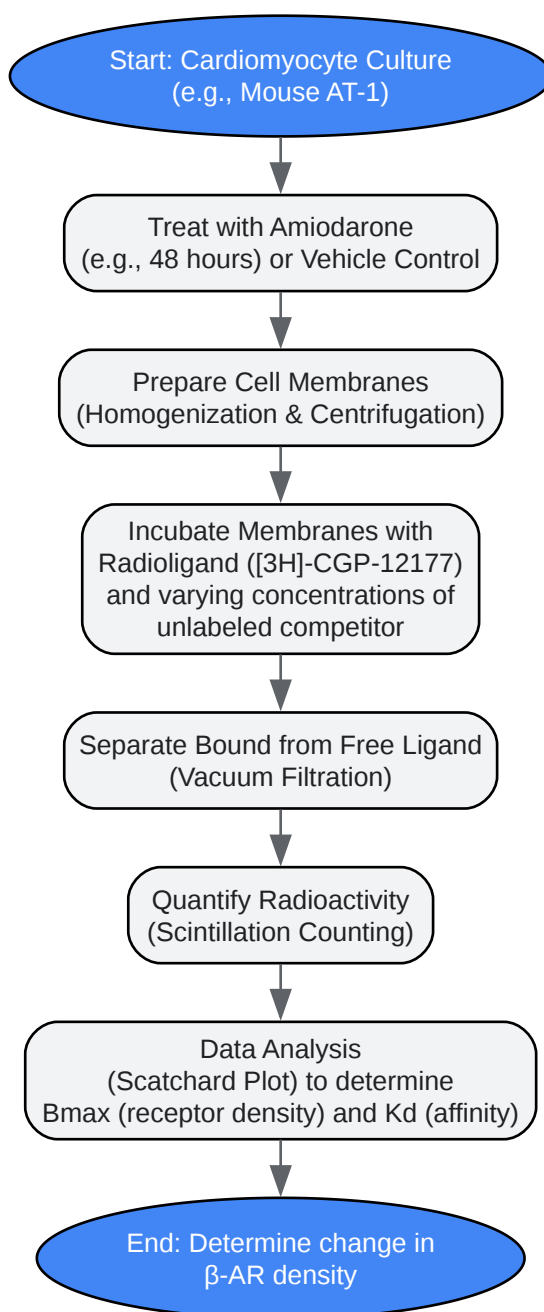 Start: Cardiomyocyte Culture
(e.g., Mouse AT-1)
Treat with Amiodarone
(e.g., 48 hours) or Vehicle Control
Prepare Cell Membranes
(Homogenization & Centrifugation)
Incubate Membranes with
Radioligand ([3H]-CGP-12177)
and varying concentrations of
unlabeled competitor
Separate Bound from Free Ligand
(Vacuum Filtration)
Quantify Radioactivity
(Scintillation Counting)
Data Analysis
(Scatchard Plot) to determine
Bmax (receptor density) and Kd (affinity)
End: Determine change in
β-AR density